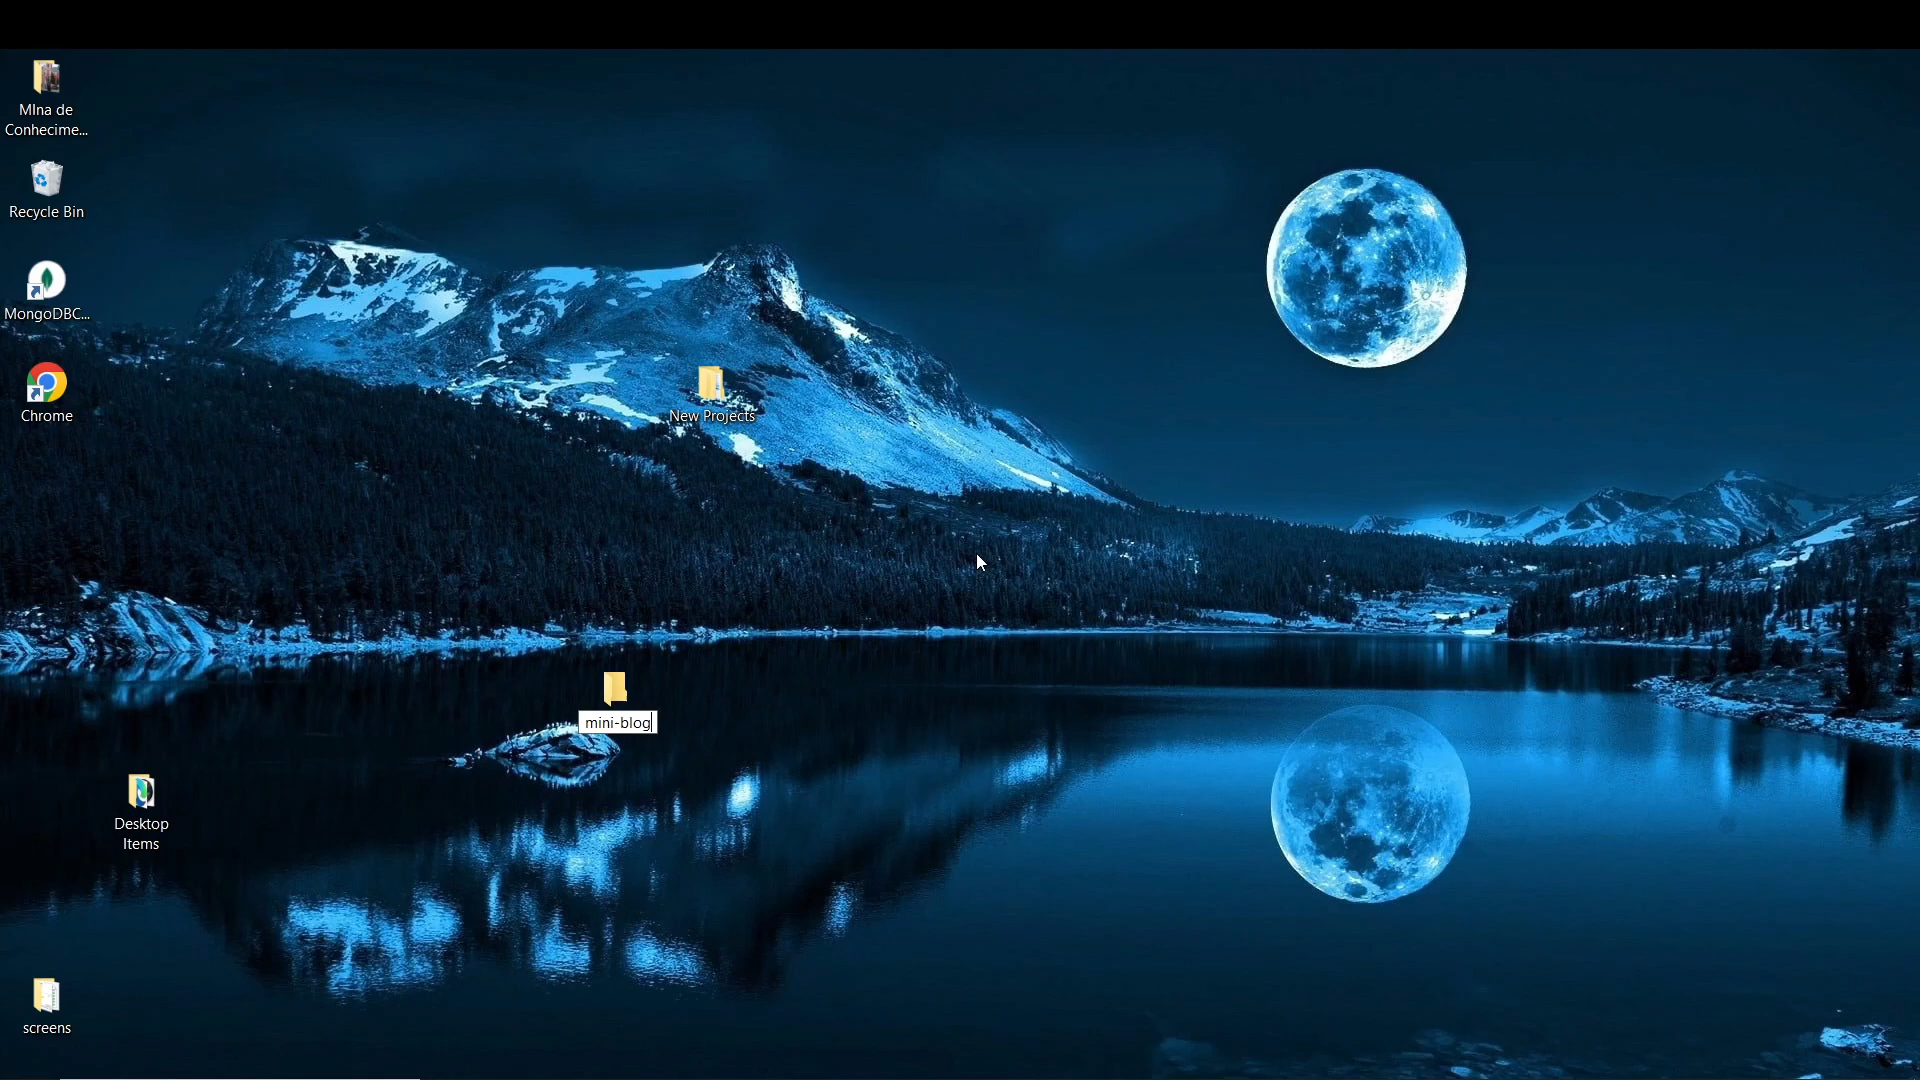 MIna de
Conhecime...
Recycle Bin
MongoDBC...
Chrome
New Projects
mini-blog
Desktop
Items
screens